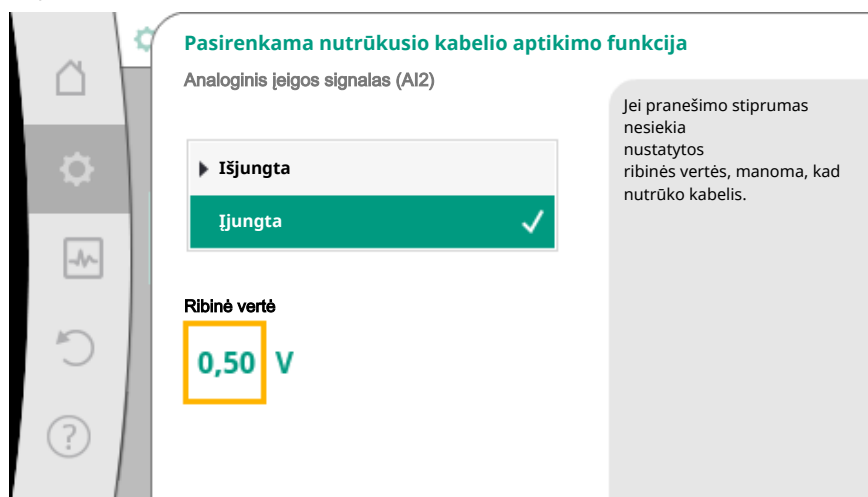 Pasirenkama nutrūkusio kabelio aptikimo funkcija
Analoginis įeigos signalas (AI2)
Išjungta
Įjungta
Ribinė vertė
0,50 V
Jei pranešimo stiprumas
nesiekia
nustatytos
ribinės vertės, manoma, kad
nutrūko kabelis.
?